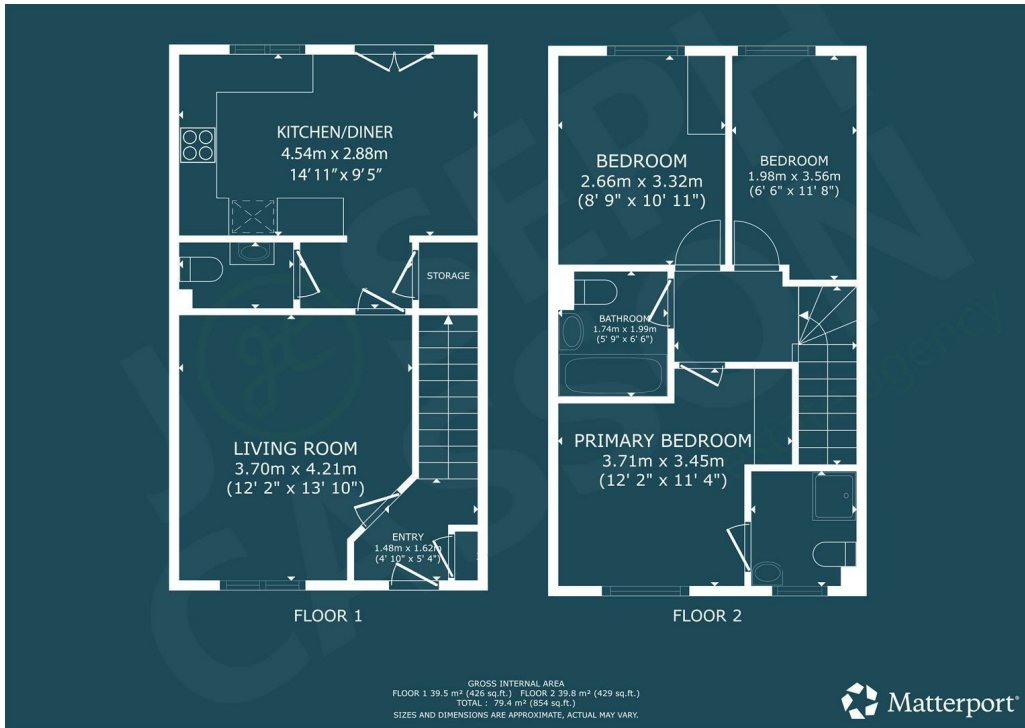 KITCHEN/DINER
4.54m x 2.88m
14' 11" x 9' 5"
STORAGE
LIVING ROOM
3.70m x 4.21m
(12' 2" x 13' 10")
ENTRY
1.48m x 1.62m
(4' 10" x 5' 4")
FLOOR 1
BEDROOM
2.66m x 3.32m
(8' 9" x 10' 11")
BEDROOM
1.98m x 3.56m
(6' 6" x 11' 8")
BATHROOM
1.74m x 1.99m
(5' 9" x 6' 6")
PRIMARY BEDROOM
3.71m x 3.45m
(12' 2" x 11' 4")
FLOOR 2
JOSEPH
CASSON
GROSS INTERNAL AREA
FLOOR 1 39.5 m² (426 sq.ft.) FLOOR 2 39.8 m² (429 sq.ft.)
TOTAL : 79.4 m² (854 sq.ft.)
SIZES AND DIMENSIONS ARE APPROXIMATE, ACTUAL MAY VARY.
Matterport®